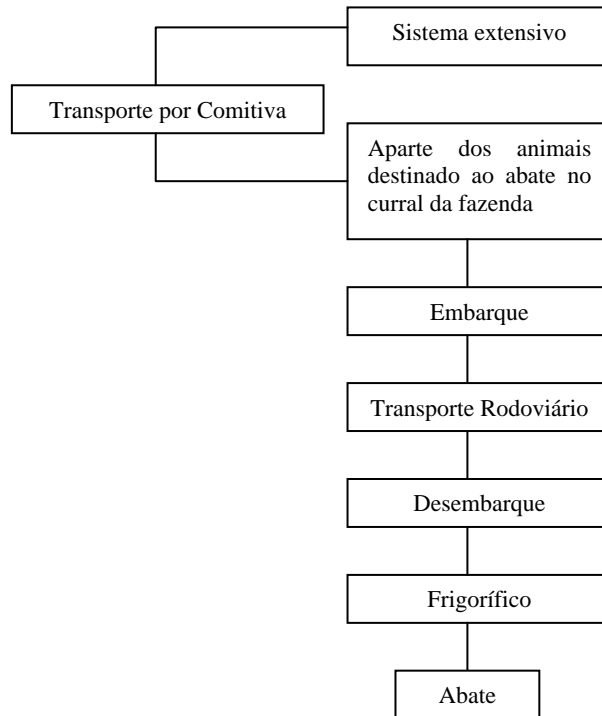 Sistema extensivo
Transporte por Comitiva
Aparte dos animais
destinado ao abate no
curral da fazenda
Embarque
Transporte Rodoviário
Desembarque
Frigorífico
Abate